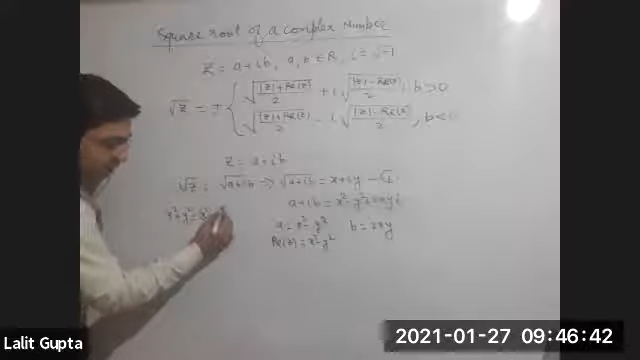 Square root of a complex Number
Z = a+ib, a, b ∈ R, i = √-1
√z = ± { √(|z|+Re(z)/2) + i √(|z|-Re(z)/2), b>0
√(|z|+Re(z)/2) - i √(|z|-Re(z)/2), b<0
Z = a+ib
√z = √a+ib ⇒ √a+ib = x+iy
a+ib = x²-y²+2xyi
x²+y² =
a = x²-y² b = 2xy
Re(z) = x²-y²
Lalit Gupta
2021-01-27 09:46:42